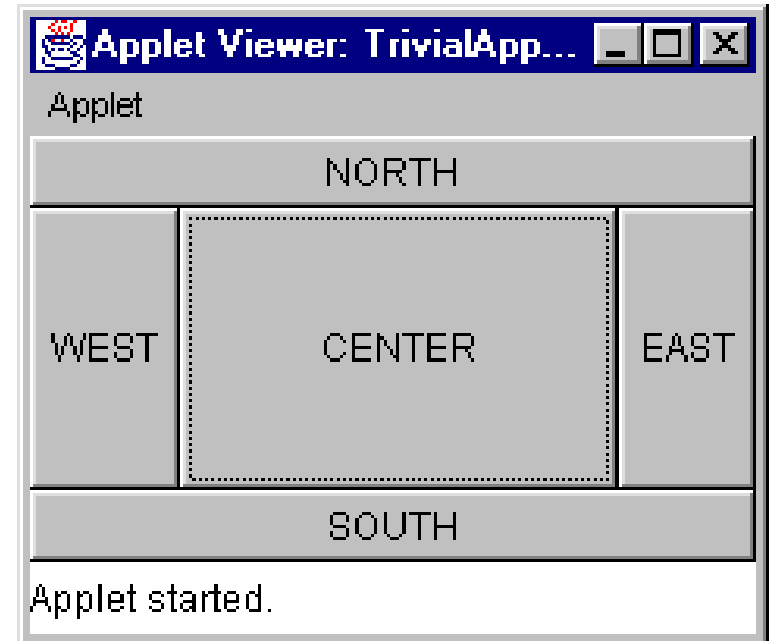 Applet Viewer: TrivialApp...
Applet
NORTH
WEST CENTER EAST
SOUTH
Applet started.